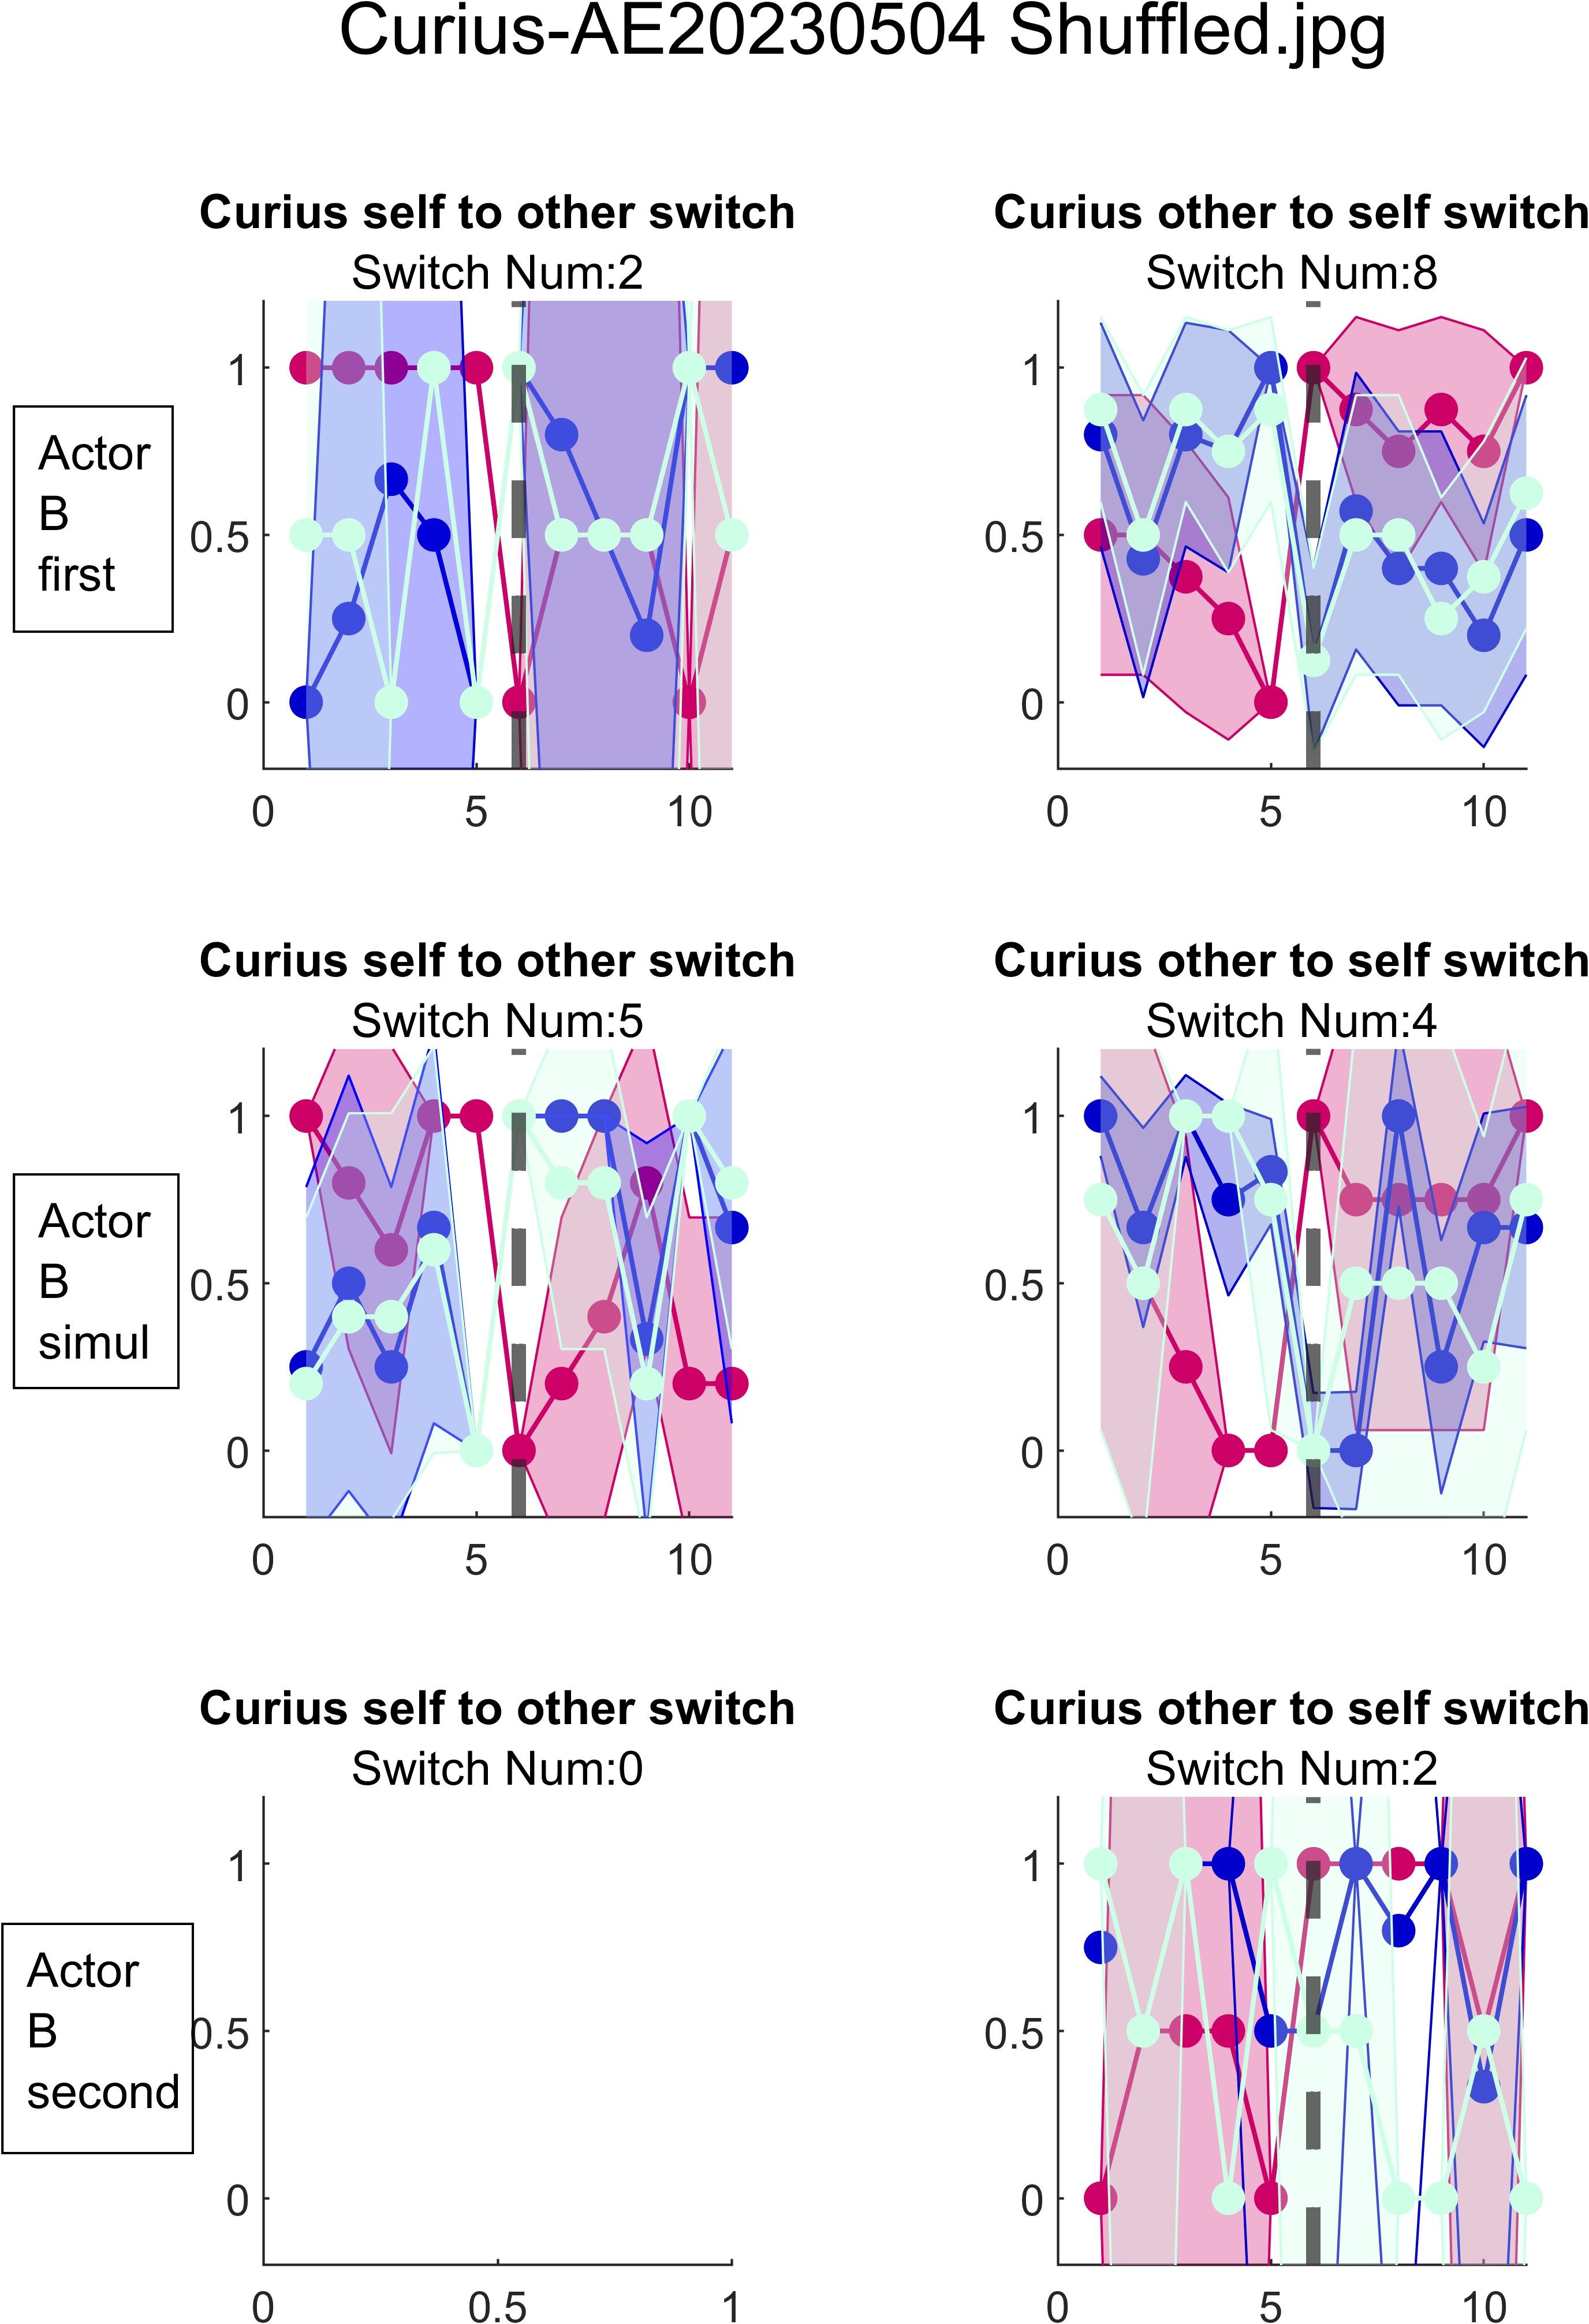 Curius-AE20230504 Shuffled.jpg
Curius self to other switch
Switch Num:2
1
0.5
0
0
5
10
Curius other to self switch
Switch Num:8
1
0.5
0
0
5
10
Actor
B
first
Curius self to other switch
Switch Num:5
1
0.5
0
0
5
10
Curius other to self switch
Switch Num:4
1
0.5
0
0
5
10
Actor
B
simul
Curius self to other switch
Switch Num:0
1
0.5
0
0
0.5
1
Curius other to self switch
Switch Num:2
1
0.5
0
0
5
10
Actor
B
second